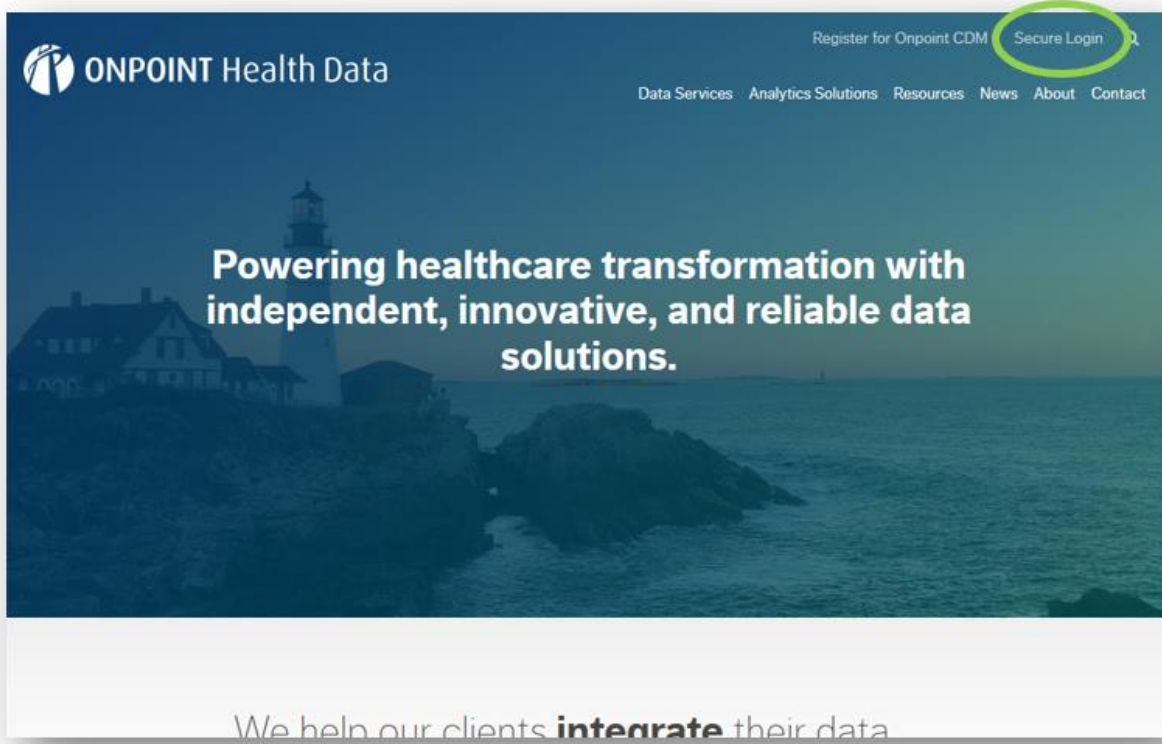 Register for Onpoint CDM Secure Login
ONPOINT Health Data
Data Services Analytics Solutions Resources News About Contact
Powering healthcare transformation with
independent, innovative, and reliable data
solutions.
We help our clients integrate their data